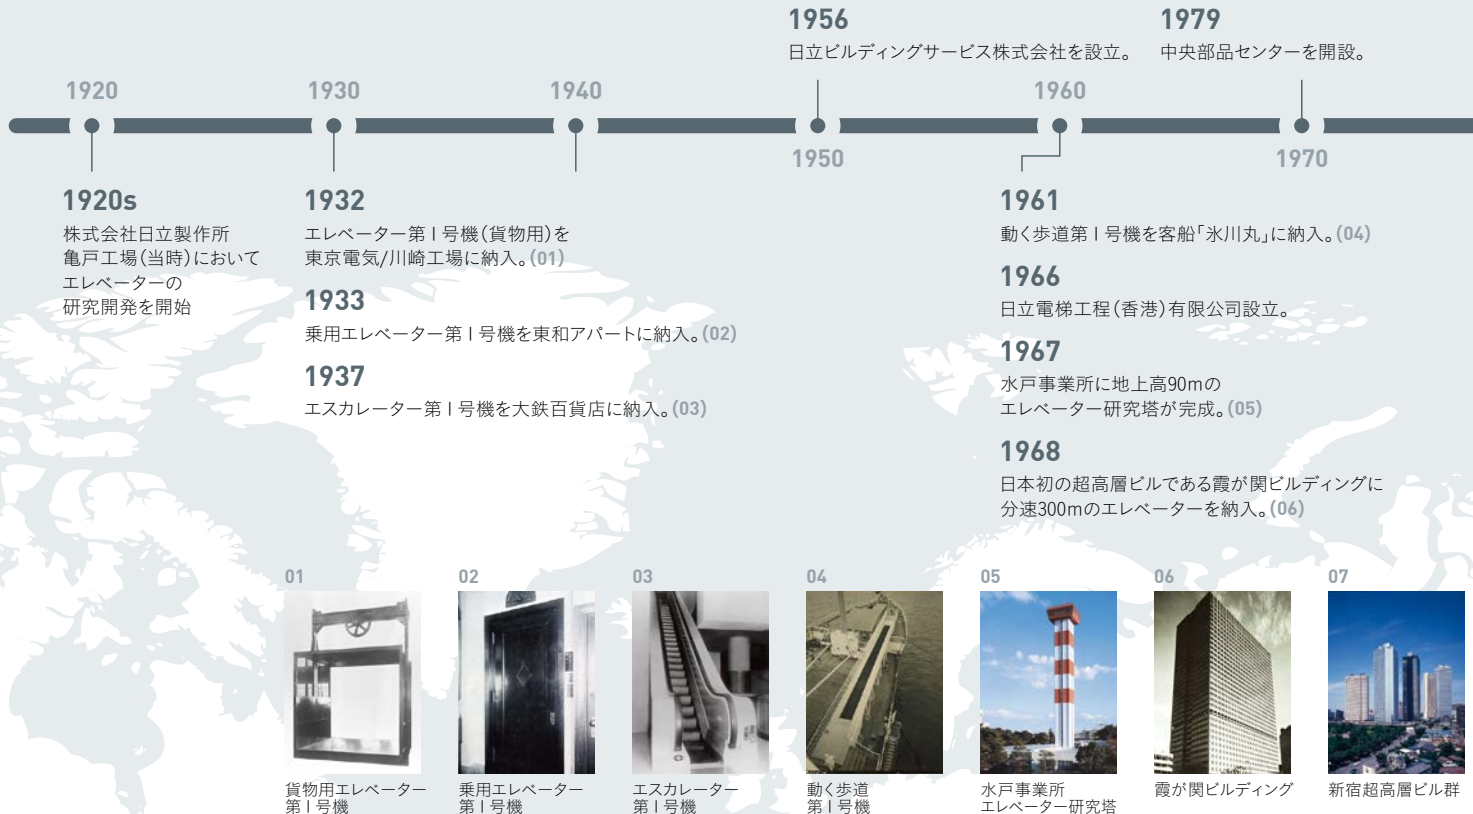 1956
日立ビルディングサービス株式会社を設立。
1979
中央部品センターを開設。
1920
1930
1940
1960
1950
1970
1920s
株式会社日立製作所
亀戸工場(当時)において
エレベーターの
研究開発を開始
1932
エレベーター第1号機(貨物用)を
東京電気/川崎工場に納入。(01)
1933
乗用エレベーター第1号機を東和アパートに納入。(02)
1937
エスカレーター第1号機を大鉄百貨店に納入。(03)
1961
動く歩道第1号機を客船「氷川丸」に納入。(04)
1966
日立電梯工程(香港)有限公司設立。
1967
水戸事業所に地上高90mの
エレベーター研究塔が完成。(05)
1968
日本初の超高層ビルである霞が関ビルディングに
分速300mのエレベーターを納入。(06)
01
貨物用エレベーター
第1号機
02
乗用エレベーター
第1号機
03
エスカレーター
第1号機
04
動く歩道
第1号機
05
水戸事業所
エレベーター研究塔
06
霞が関ビルディング
07
新宿超高層ビル群